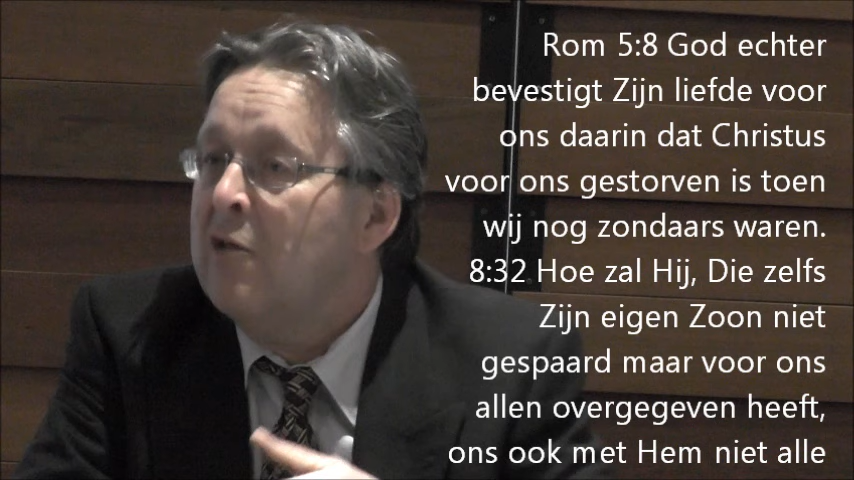 Rom 5:8 God echter
bevestigt Zijn liefde voor
ons daarin dat Christus
voor ons gestorven is toen
wij nog zondaars waren.
8:32 Hoe zal Hij, Die zelfs
Zijn eigen Zoon niet
gespaard maar voor ons
allen overgegeven heeft,
ons ook met Hem niet alle